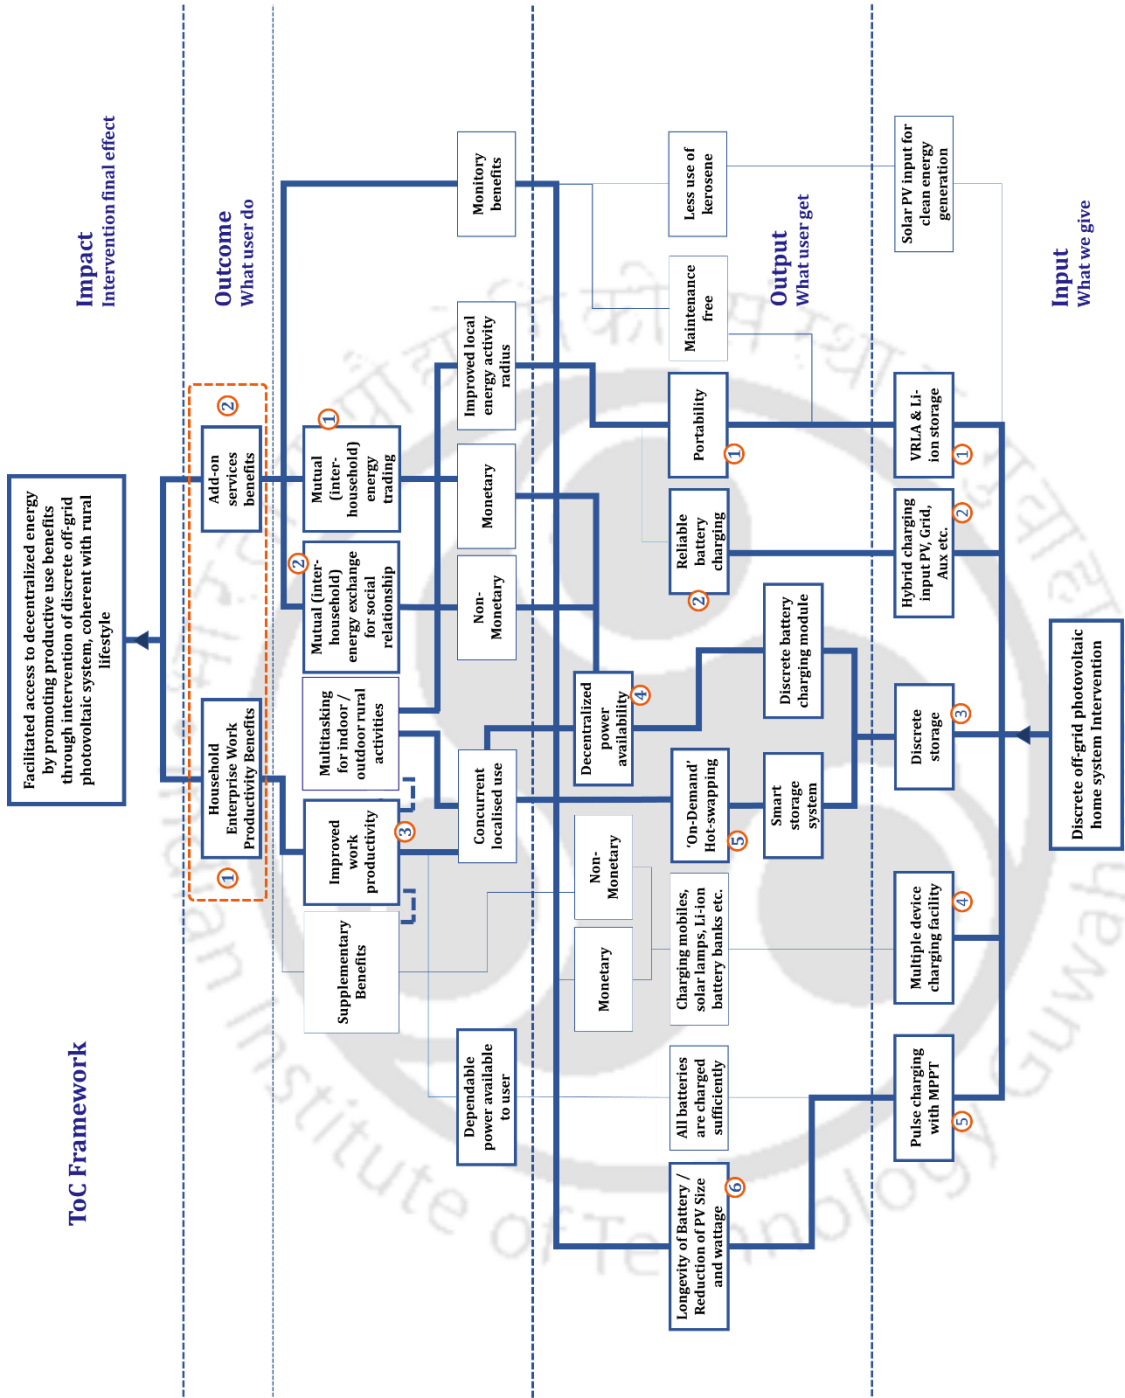 ToC Framework
Impact
Intervention final effect
Facilitated access to decentralized energy
by promoting productive use benefits
through intervention of discrete off-grid
photovoltaic system, coherent with rural
lifestyle
Outcome
What user do
1
Household
Enterprise Work
Productivity Benefits
Add-on
services
benefits
2
Supplementary
Benefits
Improved
work
productivity
3
Multitasking
for indoor /
outdoor rural
activities
2
Mutual (inter-
household)
energy exchange
for social
relationship
Mutual
(inter-
household)
energy
trading
1
Dependable
power available
to user
Concurrent
localised use
Non-
Monetary
Monetary
Improved local
energy activity
radius
Monitory
benefits
Output
What user get
Monetary
Non-
Monetary
Decentralized
power
availability
4
Longevity of Battery /
Reduction of PV Size
and wattage
6
All batteries
are charged
sufficiently
Charging mobiles,
solar lamps, Li-ion
battery banks etc.
'On-Demand'
Hot-swapping
5
Reliable
battery
charging
2
Portability
1
Maintenance
free
Less use of
kerosene
Smart
storage
system
Discrete battery
charging module
Input
What we give
Pulse charging
with MPPT
5
Multiple device
charging facility
4
Discrete
storage
3
Hybrid charging
input PV, Grid,
Aux etc.
2
VRLA & Li-
ion storage
1
Solar PV input for
clean energy
generation
Discrete off-grid photovoltaic
home system Intervention
Indian Institute of Technology Guwah